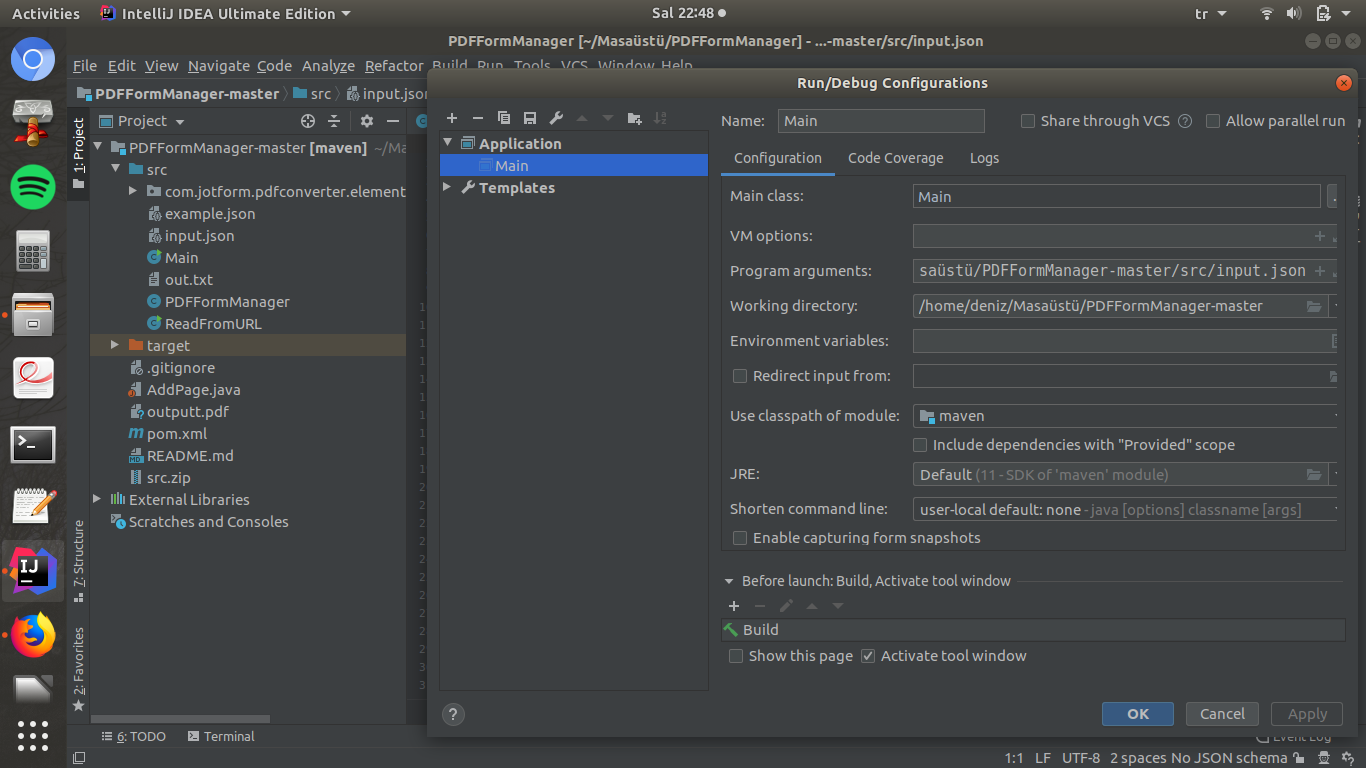 Activities IntelliJ IDEA Ultimate Edition Sal 22:48 tr
PDFFormManager [~/Masaüstü/PDFFormManager] - ...-master/src/input.json
File Edit View Navigate Code Analyze Refactor Build Run Tools VCS Window Help
PDFFormManager-master src input.json
Run/Debug Configurations
1: Project
Project
PDFFormManager-master [maven] ~/Ma
src
com.jotform.pdfconverter.element
example.json
input.json
Main
out.txt
PDFFormManager
ReadFromURL
target
.gitignore
AddPage.java
outputt.pdf
pom.xml
README.md
src.zip
External Libraries
Scratches and Consoles
7: Structure
2: Favorites
Application
Main
Templates
Name: Main Share through VCS Allow parallel run
Configuration Code Coverage Logs
Main class: Main
VM options:
Program arguments: saüstü/PDFFormManager-master/src/input.json
Working directory: /home/deniz/Masaüstü/PDFFormManager-master
Environment variables:
Redirect input from:
Use classpath of module: maven
Include dependencies with "Provided" scope
JRE: Default (11 - SDK of 'maven' module)
Shorten command line: user-local default: none - java [options] classname [args]
Enable capturing form snapshots
Before launch: Build, Activate tool window
Build
Show this page Activate tool window
OK Cancel Apply
6: TODO Terminal Event Log
1:1 LF UTF-8 2 spaces No JSON schema